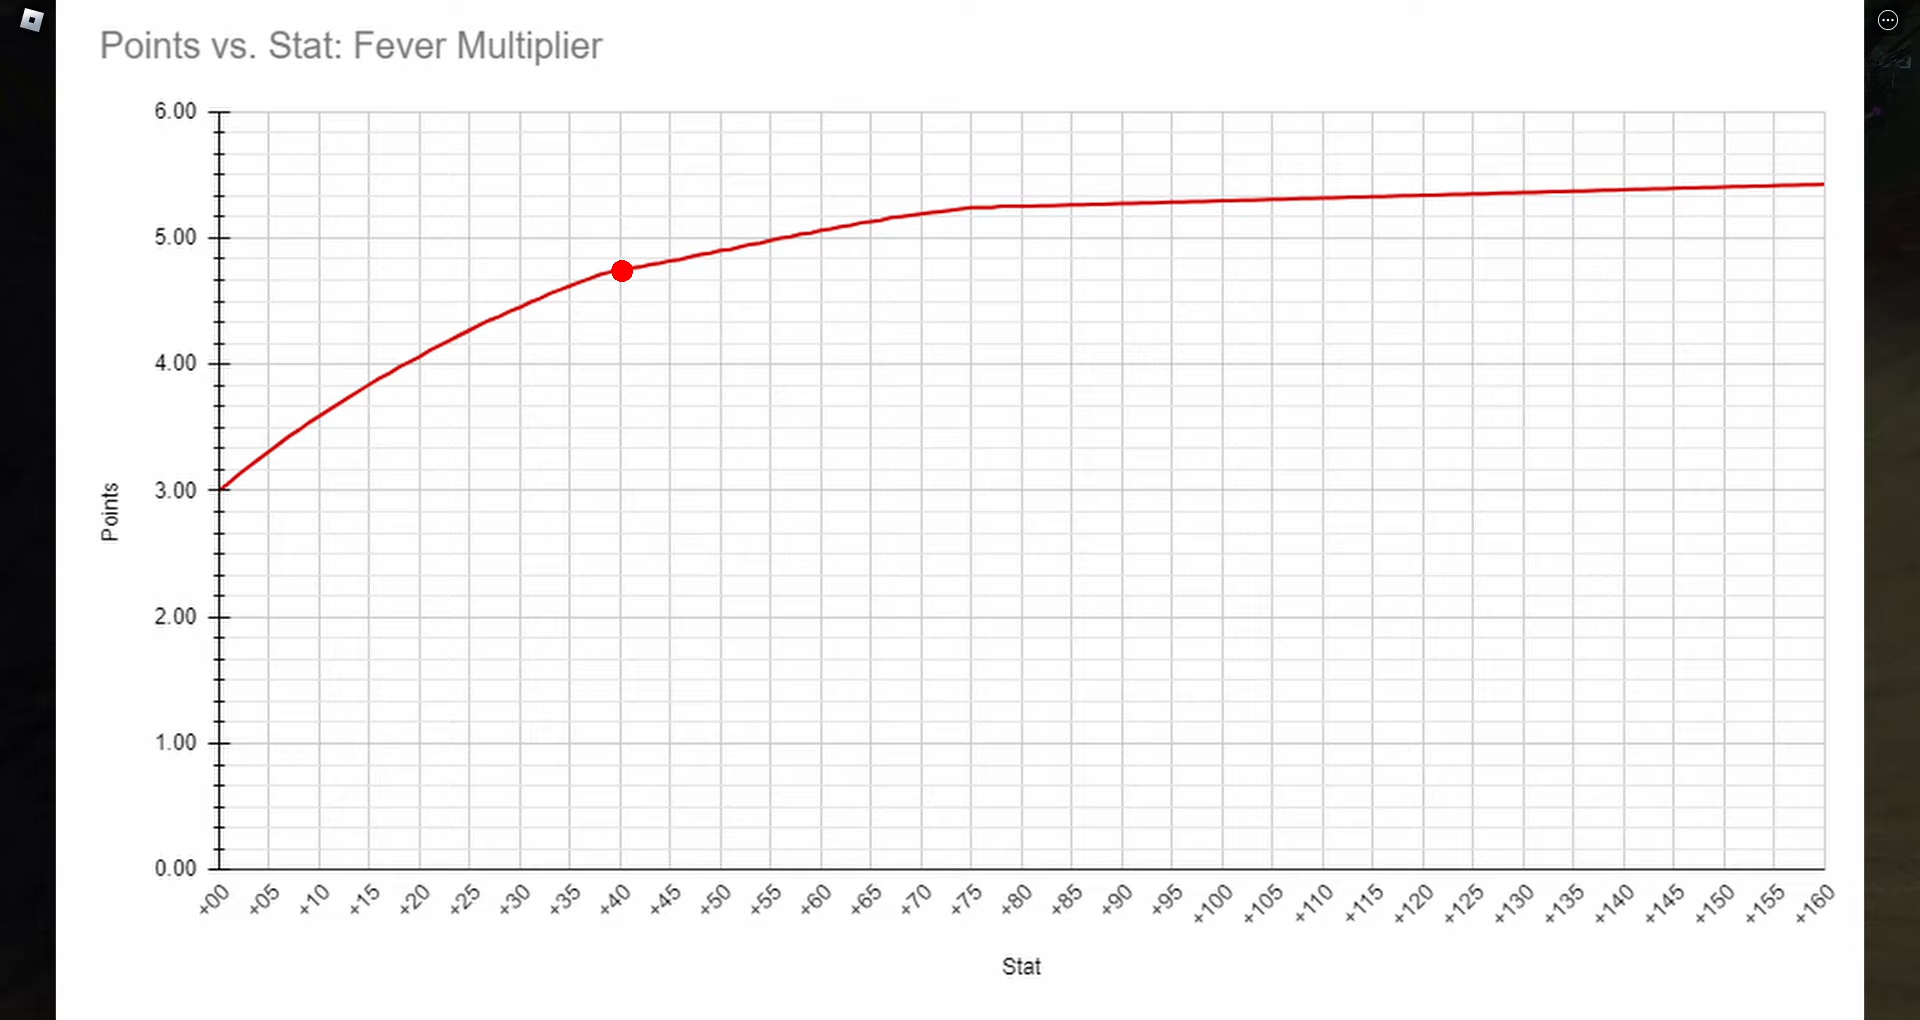 Points vs. Stat: Fever Multiplier
6.00
5.00
4.00
3.00
2.00
1.00
0.00
Points
+00 +05 +10 +15 +20 +25 +30 +35 +40 +45 +50 +55 +60 +65 +70 +75 +80 +85 +90 +95 +100 +105 +110 +115 +120 +125 +130 +135 +140 +145 +150 +155 +160
Stat